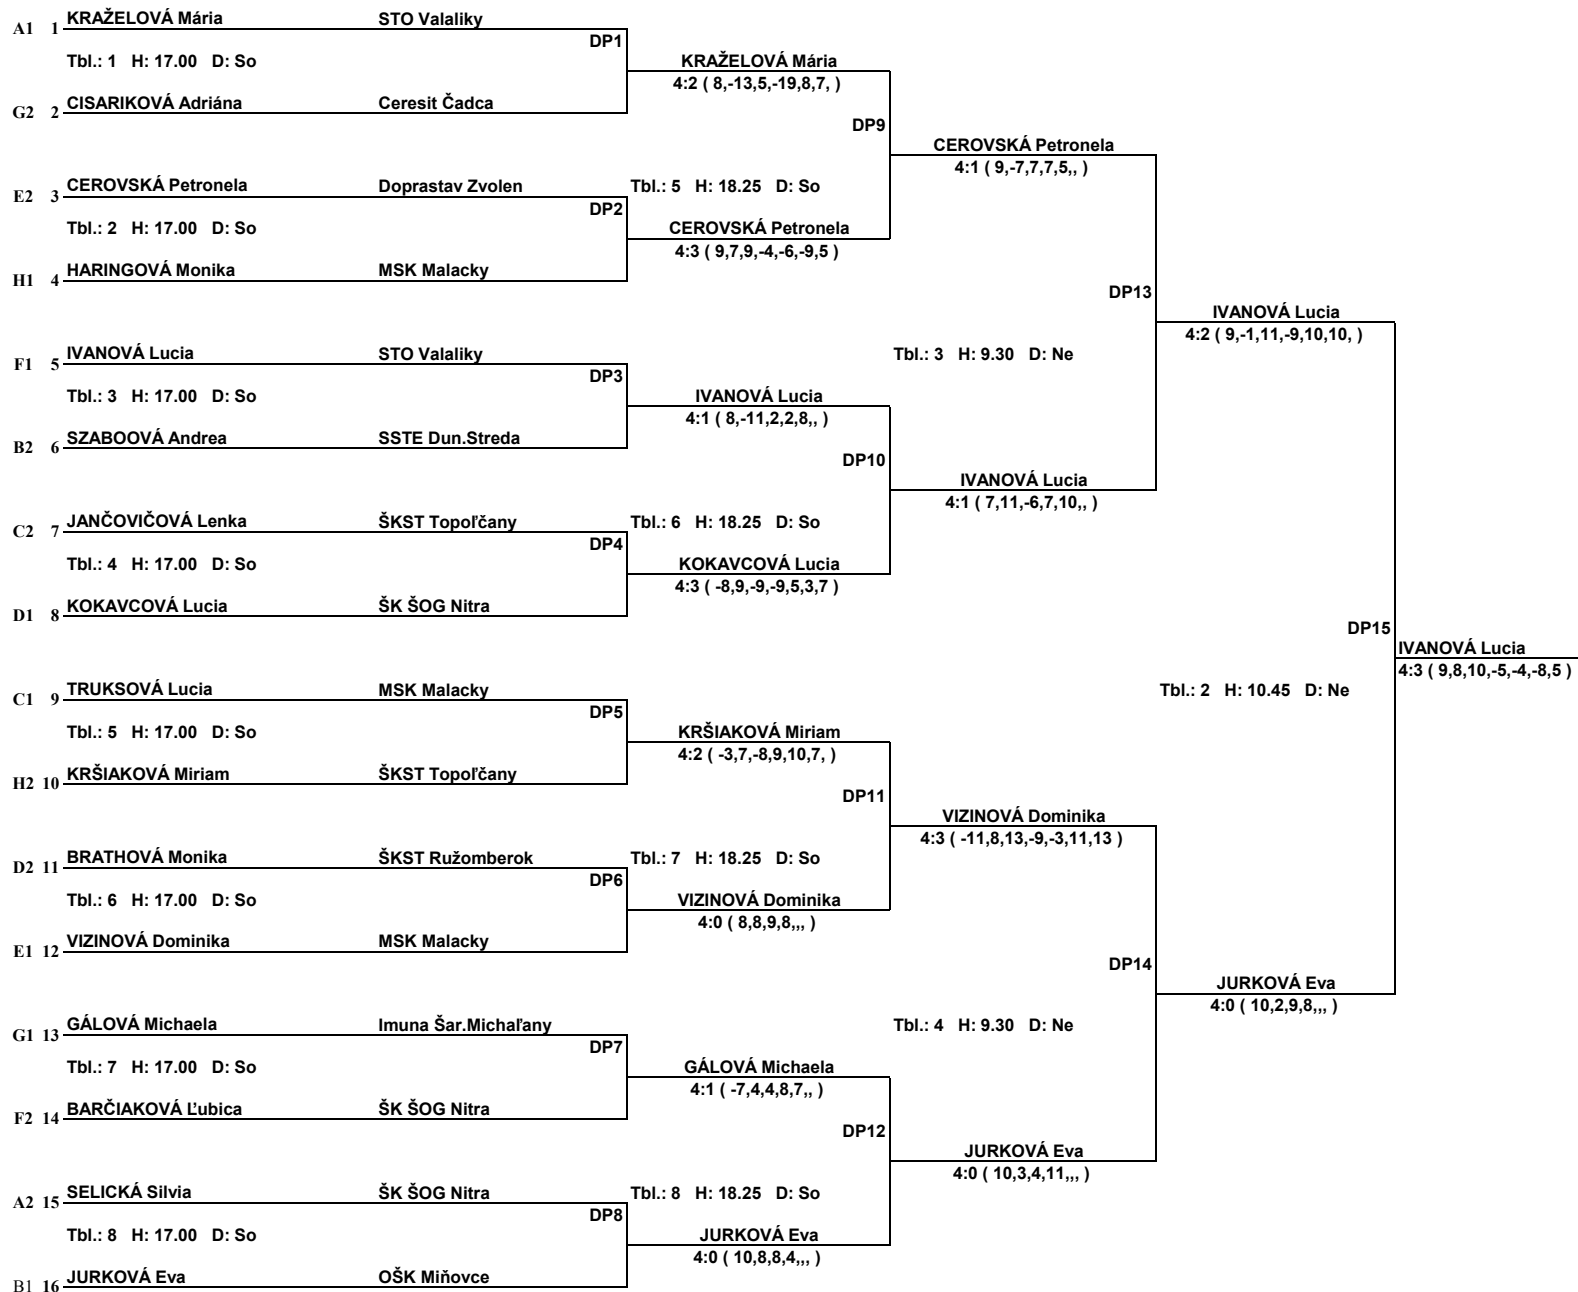 A1 1 KRAŽELOVÁ Mária STO Valaliky
DP1
Tbl.: 1 H: 17.00 D: So
KRAŽELOVÁ Mária
4:2 ( 8,-13,5,-19,8,7, )
G2 2 CISARIKOVÁ Adriána Ceresit Čadca
DP9
CEROVSKÁ Petronela
4:1 ( 9,-7,7,7,5,, )
E2 3 CEROVSKÁ Petronela Doprastav Zvolen
Tbl.: 5 H: 18.25 D: So
DP2
Tbl.: 2 H: 17.00 D: So
CEROVSKÁ Petronela
4:3 ( 9,7,9,-4,-6,-9,5 )
H1 4 HARINGOVÁ Monika MSK Malacky
DP13
IVANOVÁ Lucia
4:2 ( 9,-1,11,-9,10,10, )
F1 5 IVANOVÁ Lucia STO Valaliky
Tbl.: 3 H: 9.30 D: Ne
DP3
Tbl.: 3 H: 17.00 D: So
IVANOVÁ Lucia
4:1 ( 8,-11,2,2,8,, )
B2 6 SZABOOVÁ Andrea SSTE Dun.Streda
DP10
IVANOVÁ Lucia
4:1 ( 7,11,-6,7,10,, )
C2 7 JANČOVIČOVÁ Lenka ŠKST Topoľčany
Tbl.: 6 H: 18.25 D: So
DP4
Tbl.: 4 H: 17.00 D: So
KOKAVCOVÁ Lucia
4:3 ( -8,9,-9,-9,5,3,7 )
D1 8 KOKAVCOVÁ Lucia ŠK ŠOG Nitra
DP15
IVANOVÁ Lucia
4:3 ( 9,8,10,-5,-4,-8,5 )
C1 9 TRUKSOVÁ Lucia MSK Malacky
Tbl.: 2 H: 10.45 D: Ne
DP5
Tbl.: 5 H: 17.00 D: So
KRŠIAKOVÁ Miriam
4:2 ( -3,7,-8,9,10,7, )
H2 10 KRŠIAKOVÁ Miriam ŠKST Topoľčany
DP11
VIZINOVÁ Dominika
4:3 ( -11,8,13,-9,-3,11,13 )
D2 11 BRATHOVÁ Monika ŠKST Ružomberok
Tbl.: 7 H: 18.25 D: So
DP6
Tbl.: 6 H: 17.00 D: So
VIZINOVÁ Dominika
4:0 ( 8,8,9,8,,, )
E1 12 VIZINOVÁ Dominika MSK Malacky
DP14
JURKOVÁ Eva
4:0 ( 10,2,9,8,,, )
G1 13 GÁLOVÁ Michaela Imuna Šar.Michaľany
Tbl.: 4 H: 9.30 D: Ne
DP7
Tbl.: 7 H: 17.00 D: So
GÁLOVÁ Michaela
4:1 ( -7,4,4,8,7,, )
F2 14 BARČIAKOVÁ Ľubica ŠK ŠOG Nitra
DP12
JURKOVÁ Eva
4:0 ( 10,3,4,11,,, )
A2 15 SELICKÁ Silvia ŠK ŠOG Nitra
Tbl.: 8 H: 18.25 D: So
DP8
Tbl.: 8 H: 17.00 D: So
JURKOVÁ Eva
4:0 ( 10,8,8,4,,, )
B1 16 JURKOVÁ Eva OŠK Miňovce